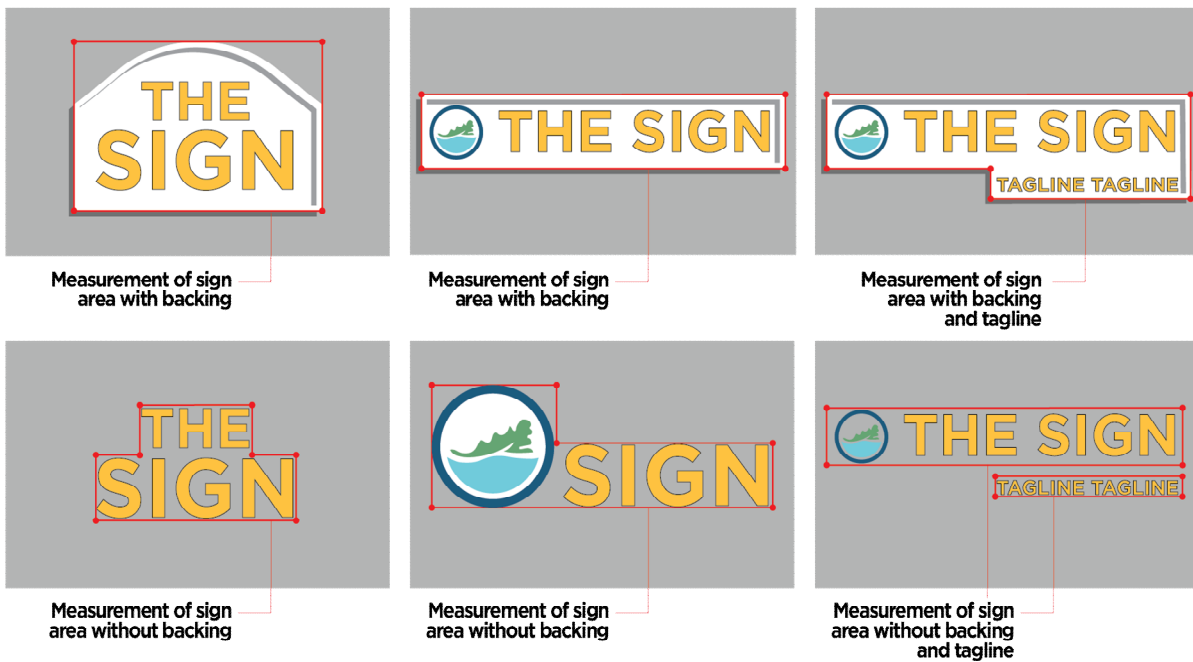 THE
SIGN
Measurement of sign
area with backing
THE SIGN
Measurement of sign
area with backing
THE SIGN
TAGLINE TAGLINE
Measurement of sign
area with backing
and tagline
THE
SIGN
Measurement of sign
area without backing
SIGN
Measurement of sign
area without backing
THE SIGN
TAGLINE TAGLINE
Measurement of sign
area without backing
and tagline